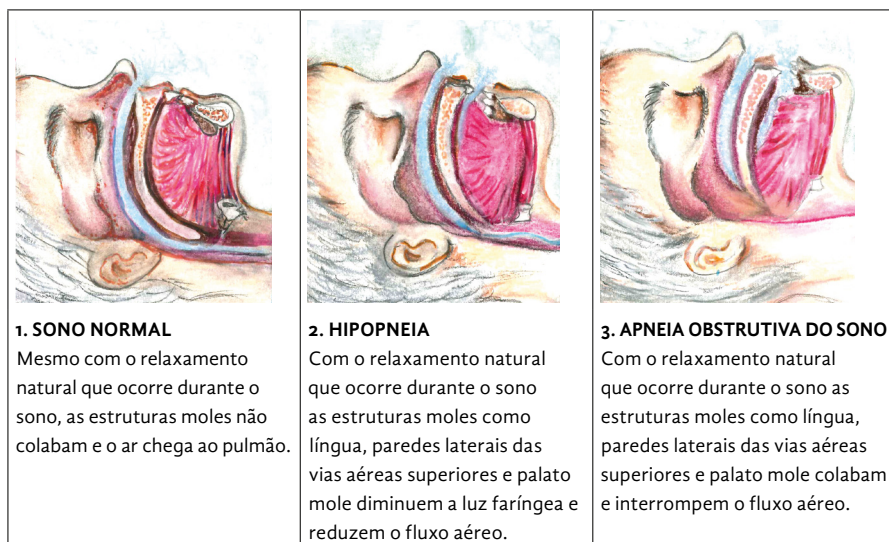 1. SONO NORMAL
Mesmo com o relaxamento
natural que ocorre durante o
sono, as estruturas moles não
colabam e o ar chega ao pulmão.
2. HIPOPNEIA
Com o relaxamento natural
que ocorre durante o sono
as estruturas moles como
língua, paredes laterais das
vias aéreas superiores e palato
mole diminuem a luz faríngea e
reduzem o fluxo aéreo.
3. APNEIA OBSTRUTIVA DO SONO
Com o relaxamento natural
que ocorre durante o sono as
estruturas moles como língua,
paredes laterais das vias aéreas
superiores e palato mole colabam
e interrompem o fluxo aéreo.